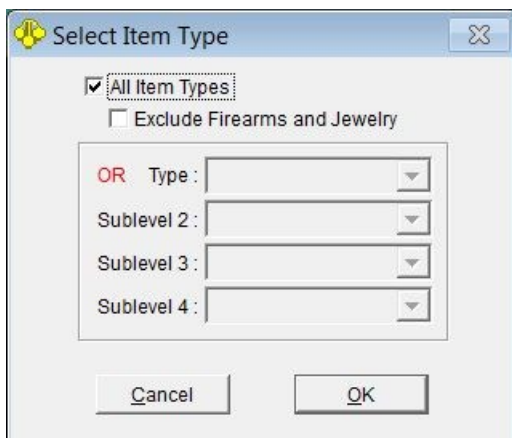 Select Item Type
All Item Types
Exclude Firearms and Jewelry
OR Type :
Sublevel 2 :
Sublevel 3 :
Sublevel 4 :
Cancel OK